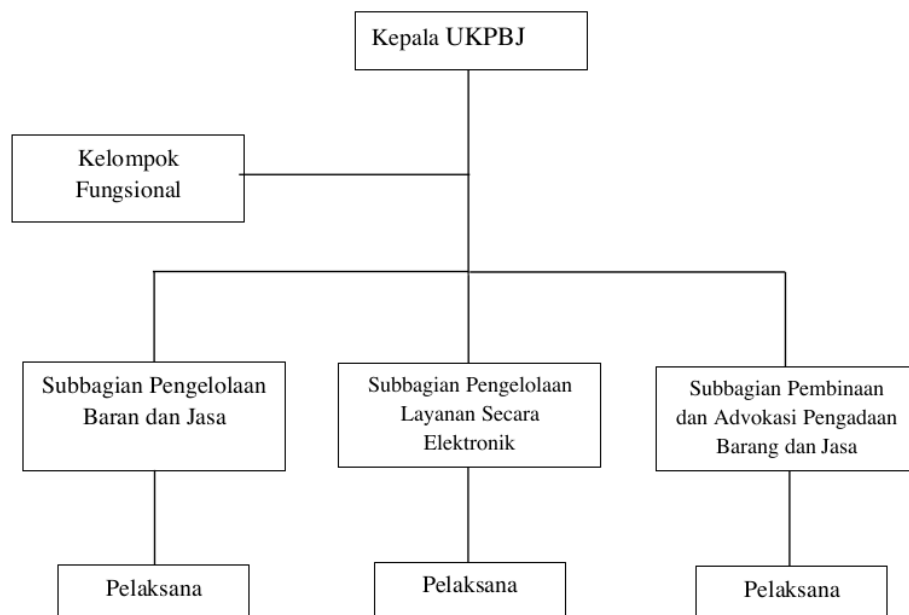 Kepala UKPBJ
Kelompok
Fungsional
Subbagian Pengelolaan
Baran dan Jasa
Subbagian Pengelolaan
Layanan Secara
Elektronik
Subbagian Pembinaan
dan Advokasi Pengadaan
Barang dan Jasa
Pelaksana
Pelaksana
Pelaksana